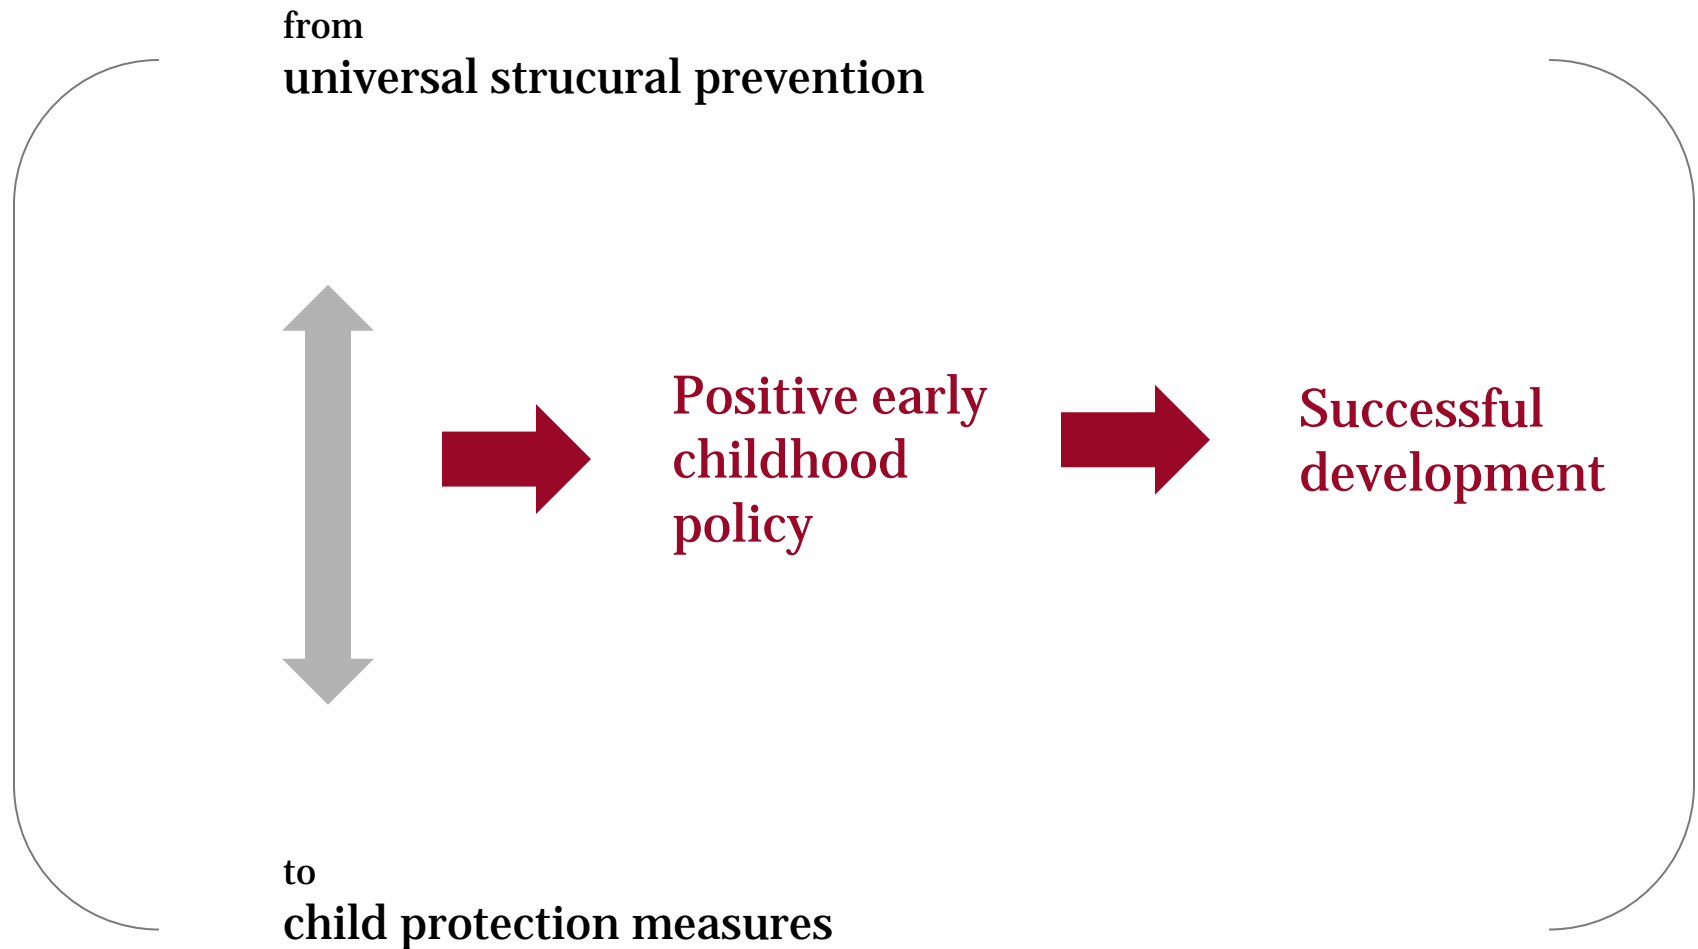 from
universal strucural prevention
Positive early
childhood
policy
Successful
development
to
child protection measures